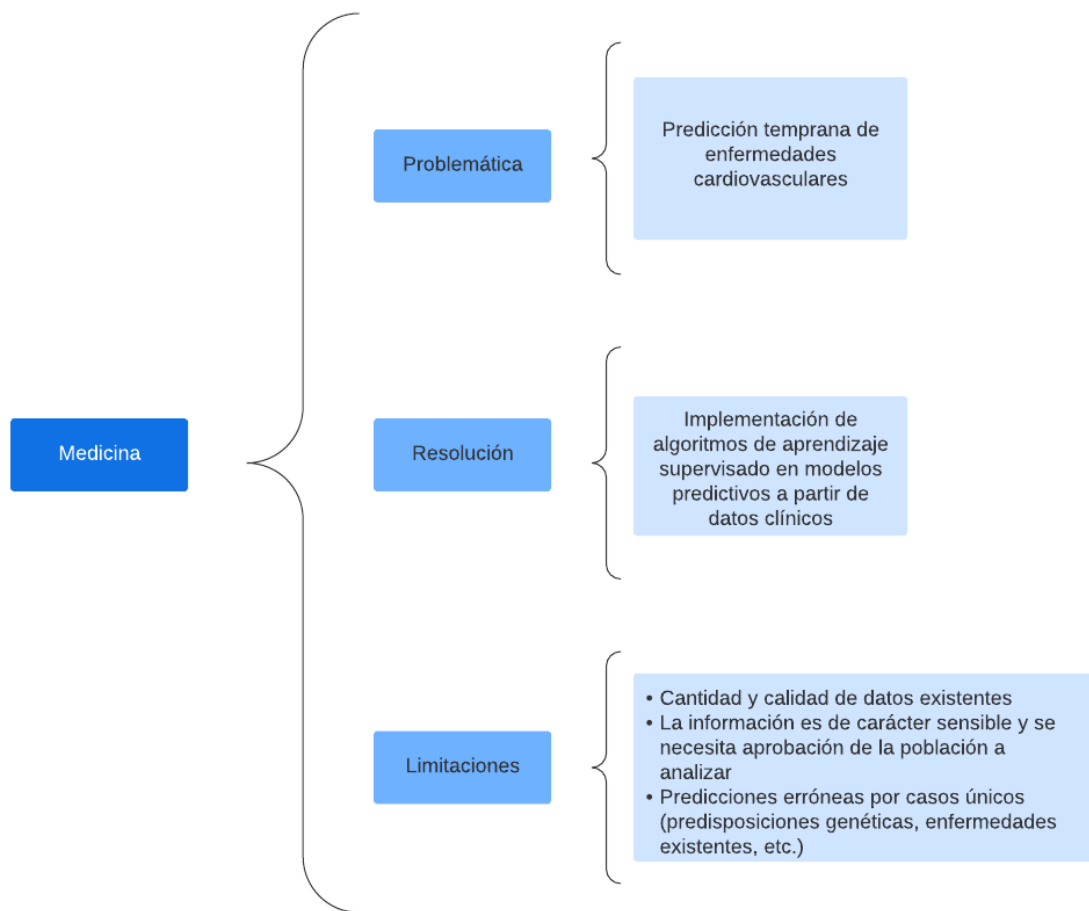 Medicina
Problemática
Predicción temprana de
enfermedades
cardiovasculares
Resolución
Implementación de
algoritmos de aprendizaje
supervisado en modelos
predictivos a partir de
datos clínicos
Limitaciones
• Cantidad y calidad de datos existentes
• La información es de carácter sensible y se
necesita aprobación de la población a
analizar
• Predicciones erróneas por casos únicos
(predisposiciones genéticas, enfermedades
existentes, etc.)